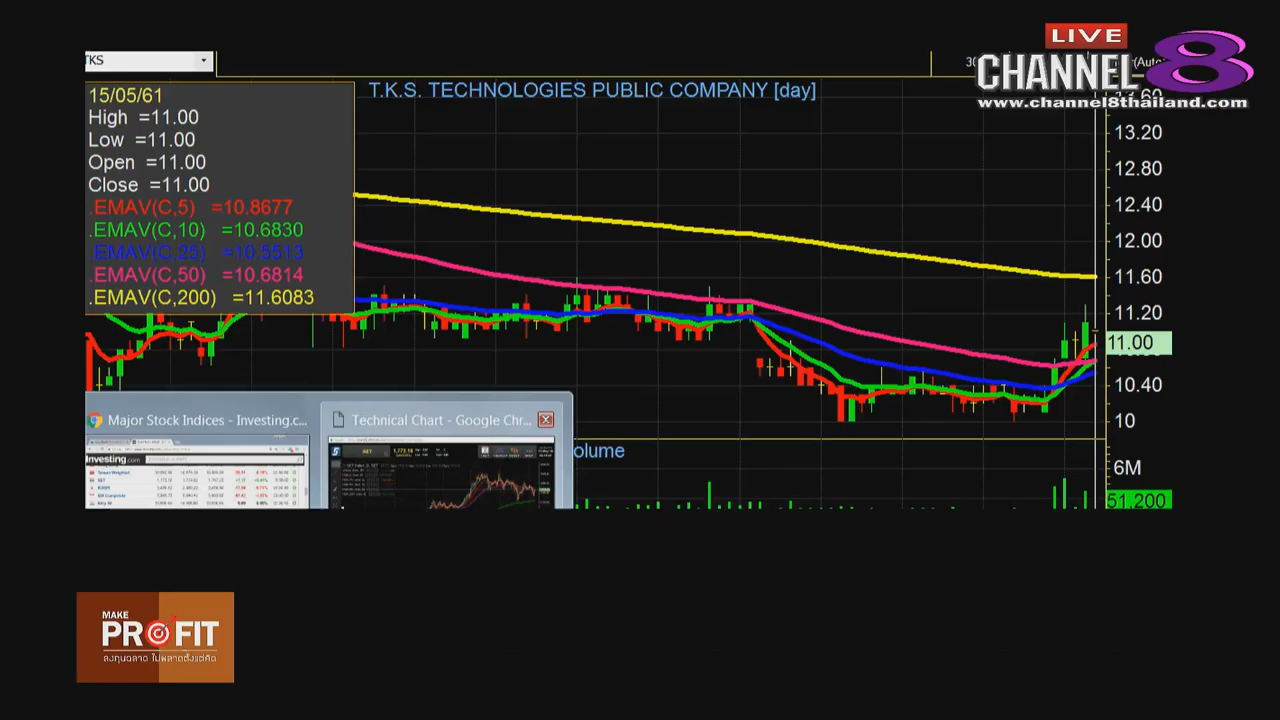 LIVE
CHANNEL 8
www.channel8thailand.com
TKS
T.K.S. TECHNOLOGIES PUBLIC COMPANY [day]
15/05/61
High =11.00
Low =11.00
Open =11.00
Close =11.00
.EMAV(C,5) =10.8677
.EMAV(C,10) =10.6830
.EMAV(C,25) =10.5513
.EMAV(C,50) =10.6814
.EMAV(C,200) =11.6083
13.20
12.80
12.40
12.00
11.60
11.20
11.00
10.40
10
Major Stock Indices - Investing.c...
Technical Chart - Google Chr...
Investing.com
SET
olume
6M
51,200
MAKE
PROFIT
ลงทุนฉลาด ไม่พลาดตั้งแต่คิด